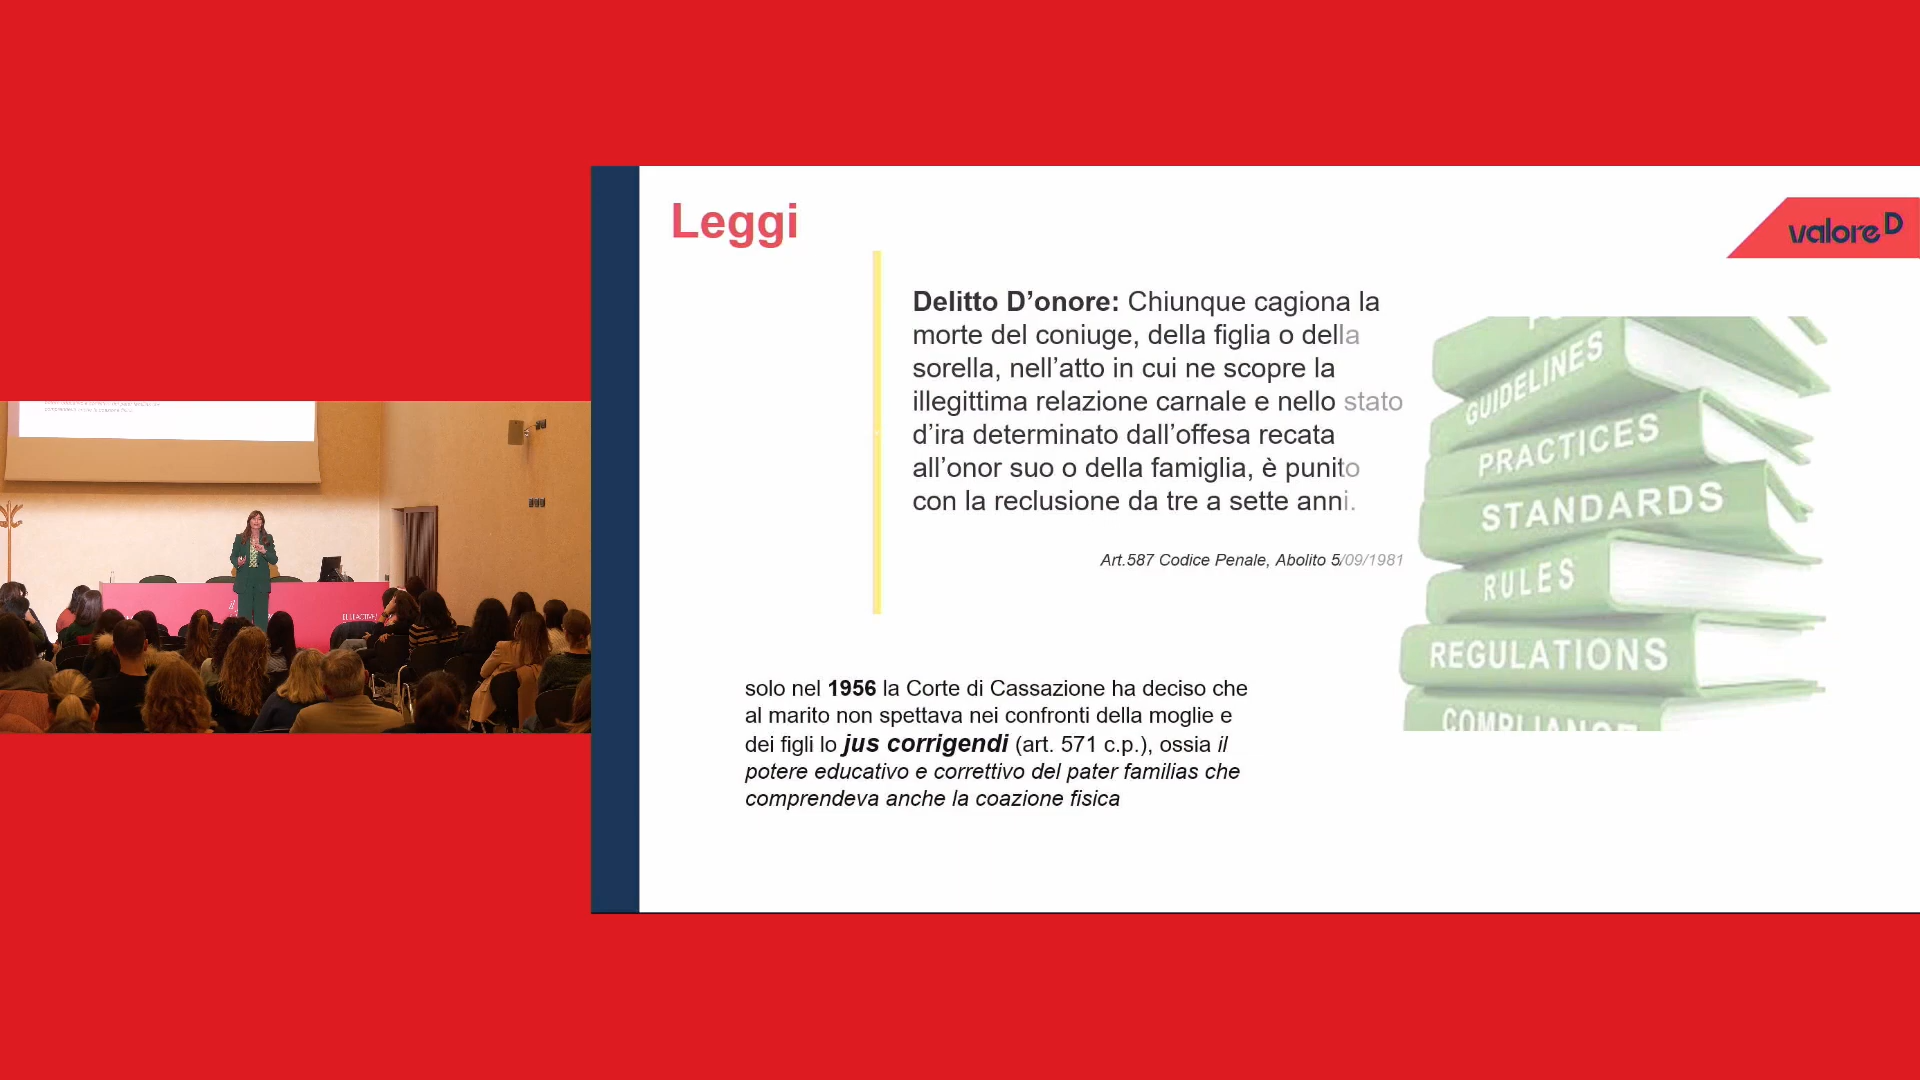 Leggi
valoreD
Delitto D’onore: Chiunque cagiona la
morte del coniuge, della figlia o della
sorella, nell’atto in cui ne scopre la
illegittima relazione carnale e nello stato
d’ira determinato dall’offesa recata
all’onor suo o della famiglia, è punito
con la reclusione da tre a sette anni.
Art.587 Codice Penale, Abolito 5/09/1981
solo nel 1956 la Corte di Cassazione ha deciso che
al marito non spettava nei confronti della moglie e
dei figli lo jus corrigendi (art. 571 c.p.), ossia il
potere educativo e correttivo del pater familias che
comprendeva anche la coazione fisica
GUIDELINES
PRACTICES
STANDARDS
RULES
REGULATIONS
COMPLIANCE